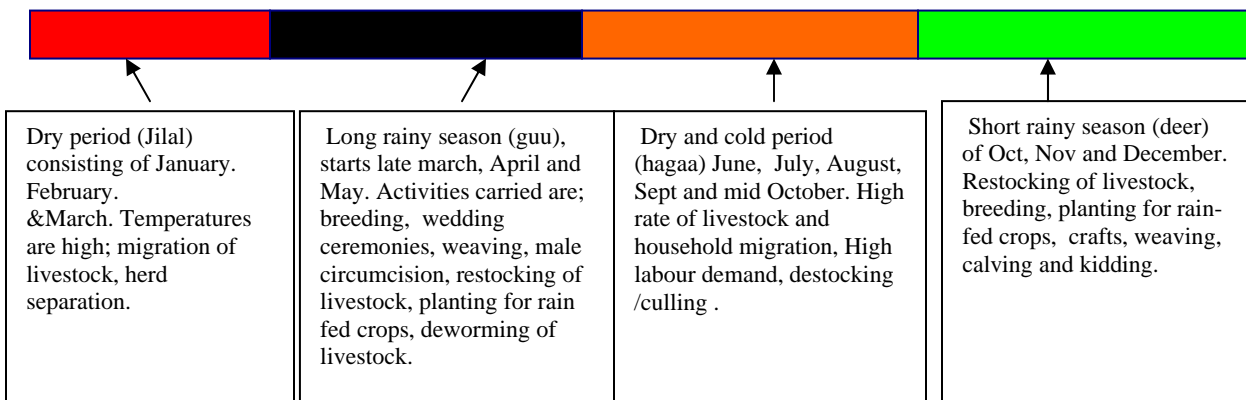 Dry period (Jilal)
consisting of January.
February.
&March. Temperatures
are high; migration of
livestock, herd
separation.
Long rainy season (guu),
starts late march, April and
May. Activities carried are;
breeding,  wedding
ceremonies, weaving, male
circumcision, restocking of
livestock, planting for rain
fed crops, deworming of
livestock.
Dry and cold period
(hagaa) June,  July, August,
Sept and mid October. High
rate of livestock and
household migration, High
labour demand, destocking
/culling .
Short rainy season (deer)
of Oct, Nov and December.
Restocking of livestock,
breeding, planting for rain-
fed crops,  crafts, weaving,
calving and kidding.